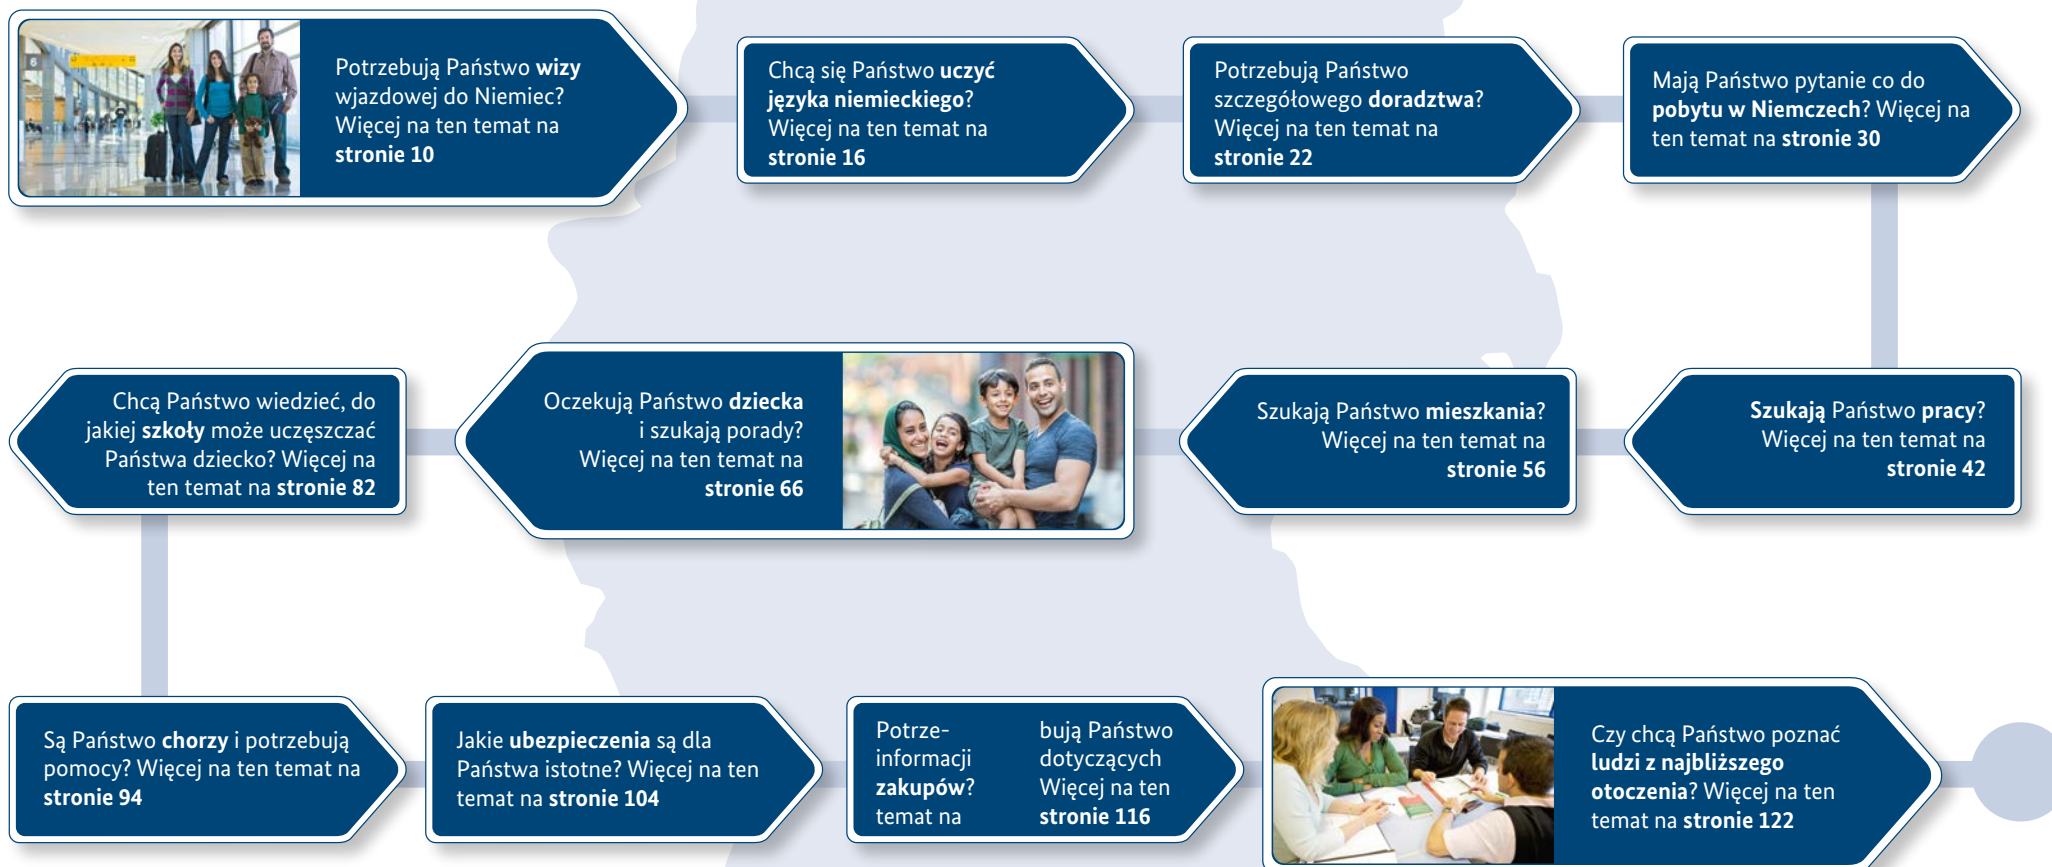 6
Potrzebują Państwo wizy
wjazdowej do Niemiec?
Więcej na ten temat na
stronie 10
Chcą się Państwo uczyć
języka niemieckiego?
Więcej na ten temat na
stronie 16
Potrzebują Państwo
szczegółowego doradztwa?
Więcej na ten temat na
stronie 22
Mają Państwo pytanie co do
pobytu w Niemczech? Więcej na
ten temat na stronie 30
Szukają Państwo pracy?
Więcej na ten temat na
stronie 42
Szukają Państwo mieszkania?
Więcej na ten temat na
stronie 56
Oczekują Państwo dziecka
i szukają porady?
Więcej na ten temat na
stronie 66
Chcą Państwo wiedzieć, do
jakiej szkoły może uczęszczać
Państwa dziecko? Więcej na
ten temat na stronie 82
Są Państwo chorzy i potrzebują
pomocy? Więcej na ten temat na
stronie 94
Jakie ubezpieczenia są dla
Państwa istotne? Więcej na ten
temat na stronie 104
Potrze- bują Państwo
informacji dotyczących
zakupów? Więcej na ten
temat na stronie 116
Czy chcą Państwo poznać
ludzi z najbliższego
otoczenia? Więcej na ten
temat na stronie 122